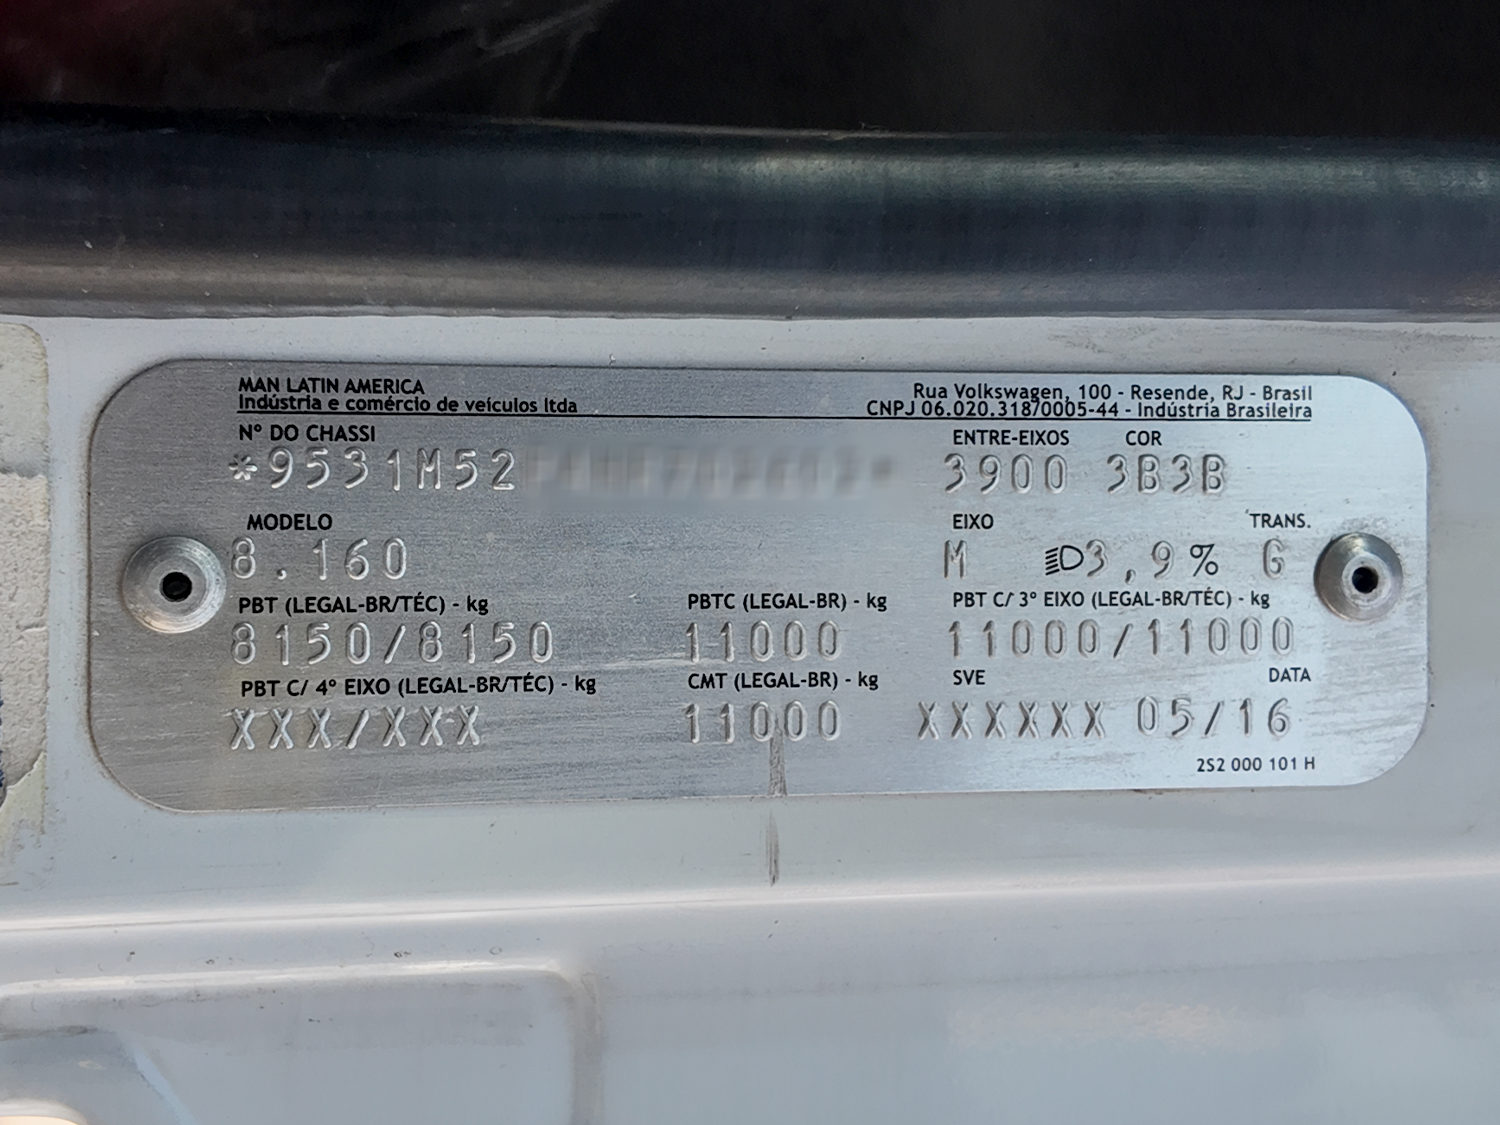 MAN LATIN AMERICA
Indústria e comércio de veículos ltda
Rua Volkswagen, 100 - Resende, RJ - Brasil
CNPJ 06.020.31870005-44 - Indústria Brasileira
Nº DO CHASSI
*9531M52
ENTRE-EIXOS COR
3900 3B3B
MODELO
8.160
EIXO TRANS.
M 3,9% G
PBT (LEGAL-BR/TÉC) - kg
8150/8150
PBTC (LEGAL-BR) - kg
11000
PBT C/ 3º EIXO (LEGAL-BR/TÉC) - kg
11000/11000
PBT C/ 4º EIXO (LEGAL-BR/TÉC) - kg
XXX/XXX
CMT (LEGAL-BR) - kg
11000
SVE DATA
XXXXXX 05/16
2S2 000 101 H